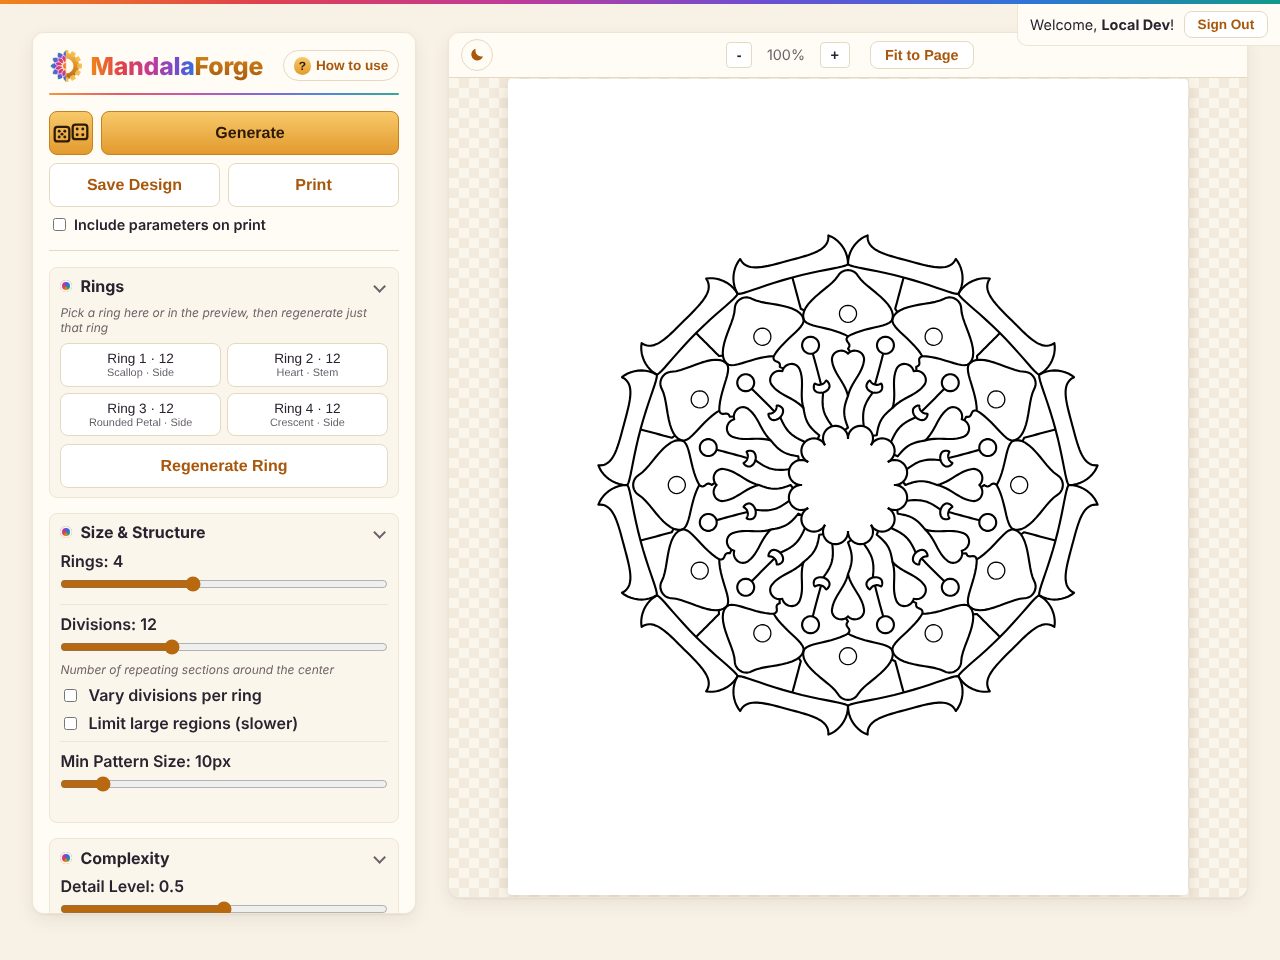 Welcome, Local Dev!
Sign Out
MandalaForge
? How to use
Generate
Save Design
Print
Include parameters on print
Rings
Pick a ring here or in the preview, then regenerate just
that ring
Ring 1 · 12
Scallop · Side
Ring 2 · 12
Heart · Stem
Ring 3 · 12
Rounded Petal · Side
Ring 4 · 12
Crescent · Side
Regenerate Ring
Size & Structure
Rings: 4
Divisions: 12
Number of repeating sections around the center
Vary divisions per ring
Limit large regions (slower)
Min Pattern Size: 10px
Complexity
Detail Level: 0.5
- 100% +
Fit to Page